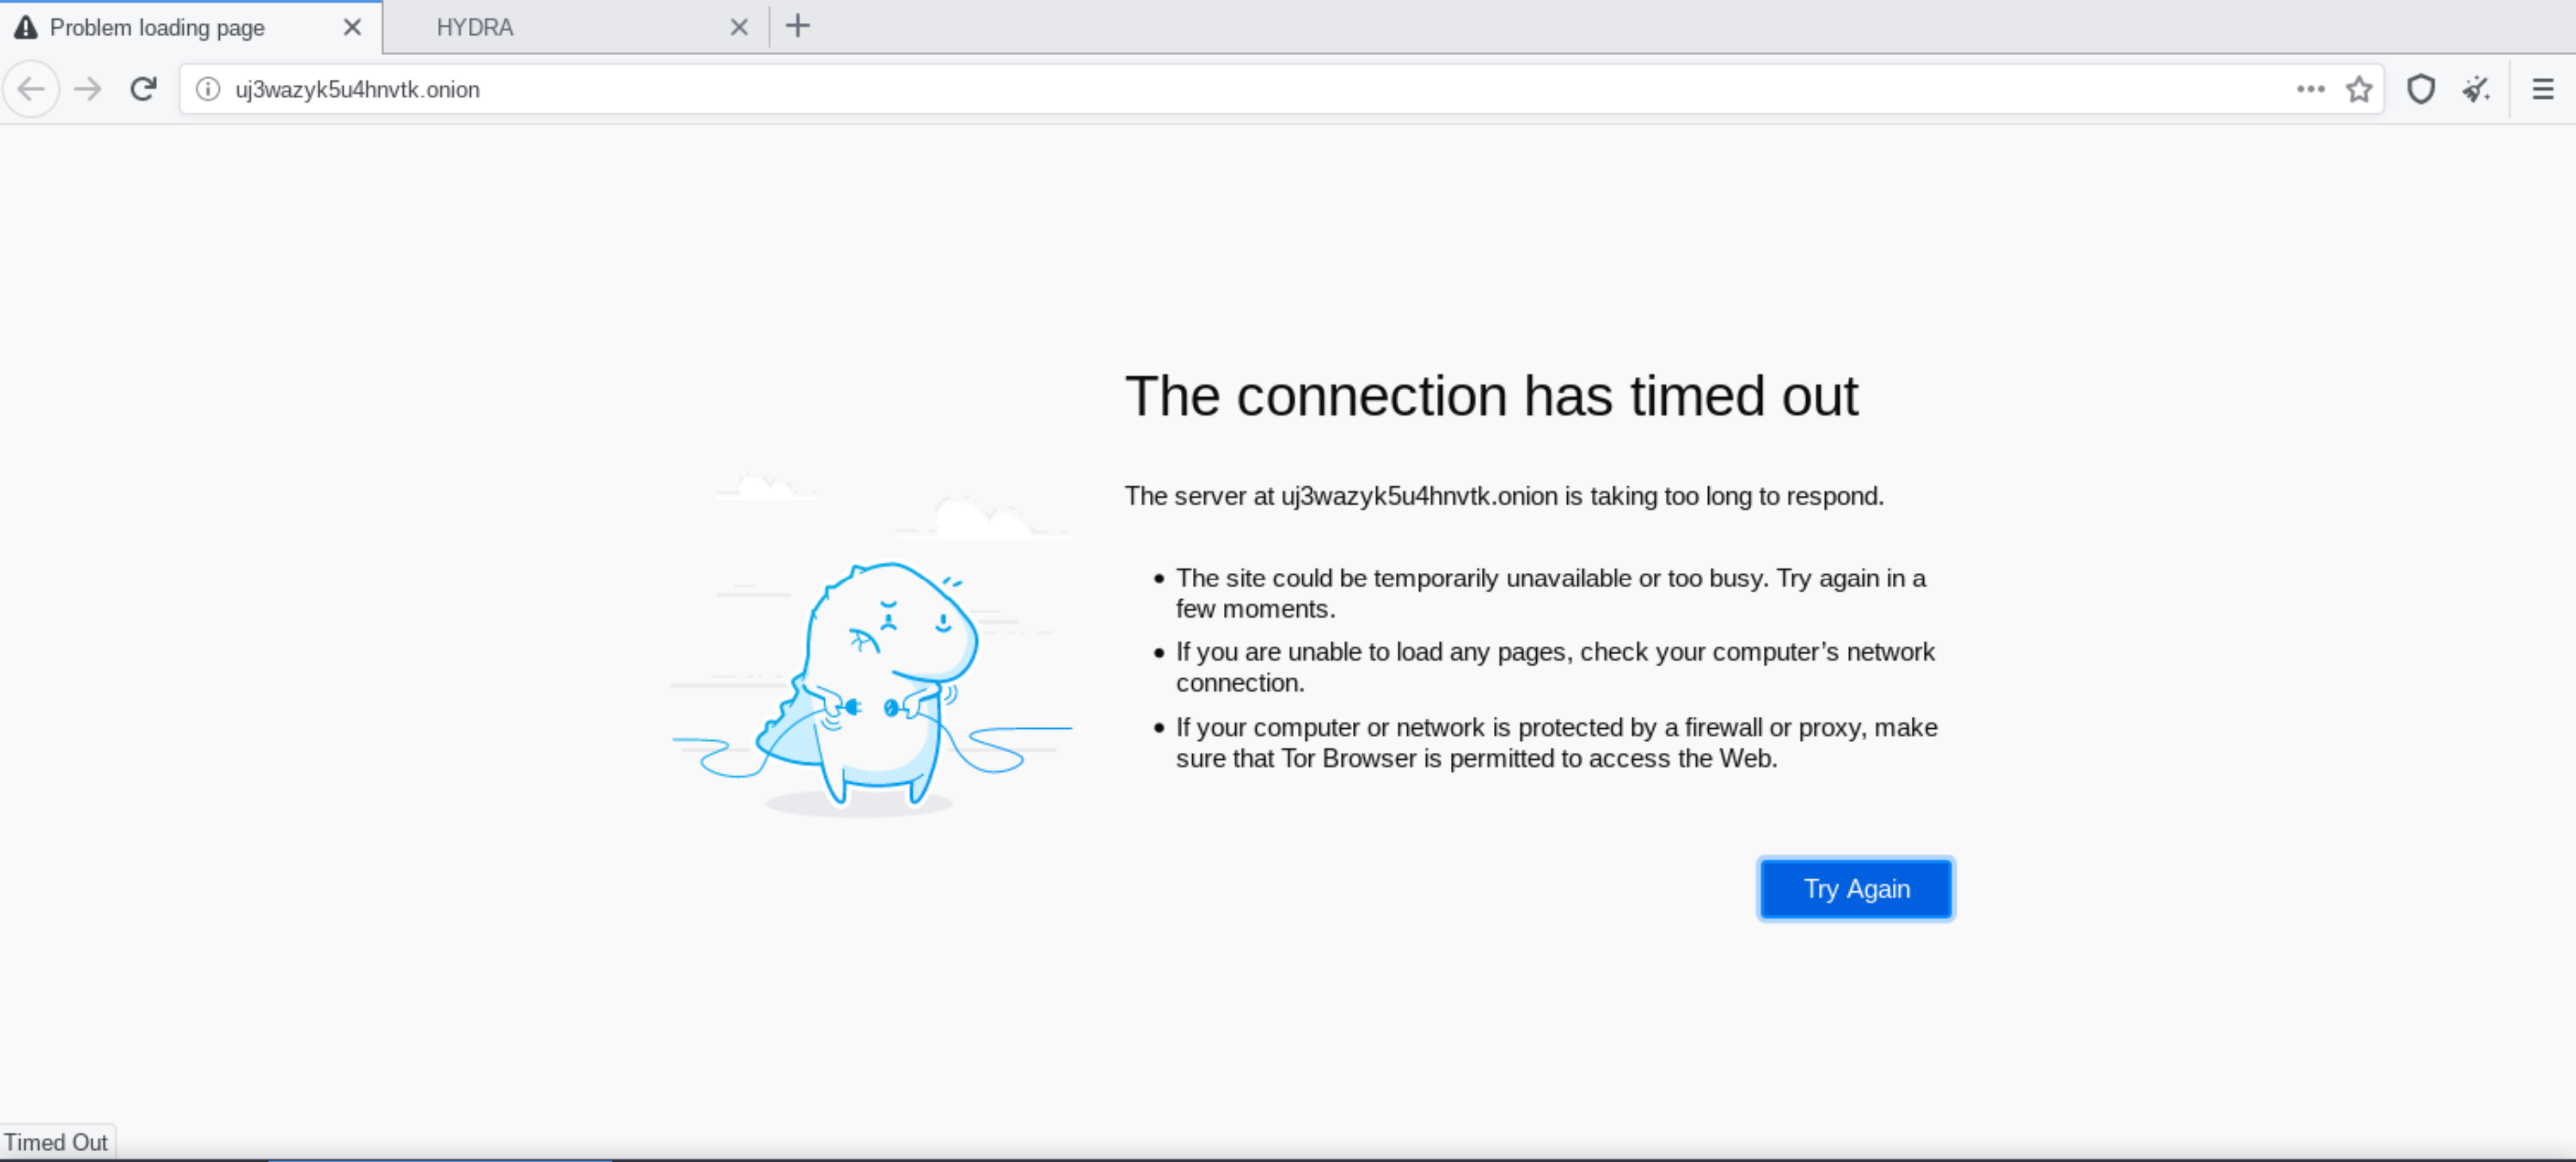 Problem loading page
HYDRA
uj3wazyk5u4hnvtk.onion
The connection has timed out
The server at uj3wazyk5u4hnvtk.onion is taking too long to respond.
The site could be temporarily unavailable or too busy. Try again in a
few moments.
If you are unable to load any pages, check your computer’s network
connection.
If your computer or network is protected by a firewall or proxy, make
sure that Tor Browser is permitted to access the Web.
Try Again
Timed Out